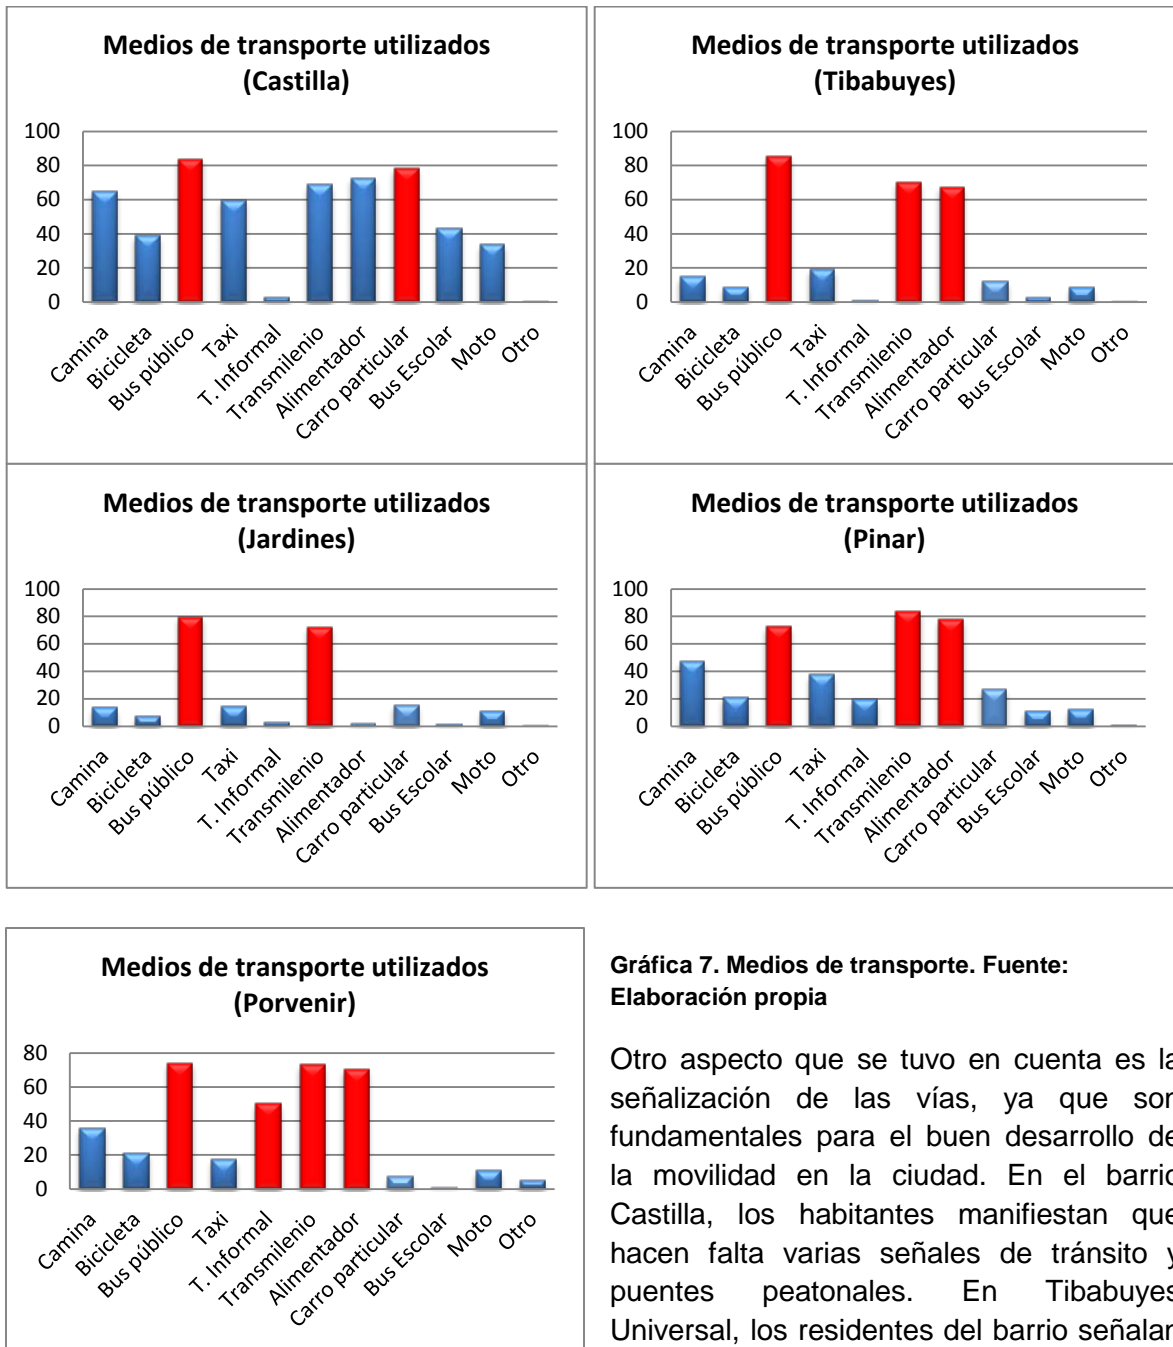 Medios de transporte utilizados
(Castilla)
100
80
60
40
20
0
Camina
Bicicleta
Bus público
Taxi
T. Informal
Transmilenio
Alimentador
Carro particular
Bus Escolar
Moto
Otro
Medios de transporte utilizados
(Tibabuyes)
100
80
60
40
20
0
Camina
Bicicleta
Bus público
Taxi
T. Informal
Transmilenio
Alimentador
Carro particular
Bus Escolar
Moto
Otro
Medios de transporte utilizados
(Jardines)
100
80
60
40
20
0
Camina
Bicicleta
Bus público
Taxi
T. Informal
Transmilenio
Alimentador
Carro particular
Bus Escolar
Moto
Otro
Medios de transporte utilizados
(Pinar)
100
80
60
40
20
0
Camina
Bicicleta
Bus público
Taxi
T. Informal
Transmilenio
Alimentador
Carro particular
Bus Escolar
Moto
Otro
Medios de transporte utilizados
(Porvenir)
80
60
40
20
0
Camina
Bicicleta
Bus público
Taxi
T. Informal
Transmilenio
Alimentador
Carro particular
Bus Escolar
Moto
Otro
Gráfica 7. Medios de transporte. Fuente:
Elaboración propia
Otro aspecto que se tuvo en cuenta es la
señalización de las vías, ya que son
fundamentales para el buen desarrollo de
la movilidad en la ciudad. En el barrio
Castilla, los habitantes manifiestan que
hacen falta varias señales de tránsito y
puentes peatonales. En Tibabuyes
Universal, los residentes del barrio señalan